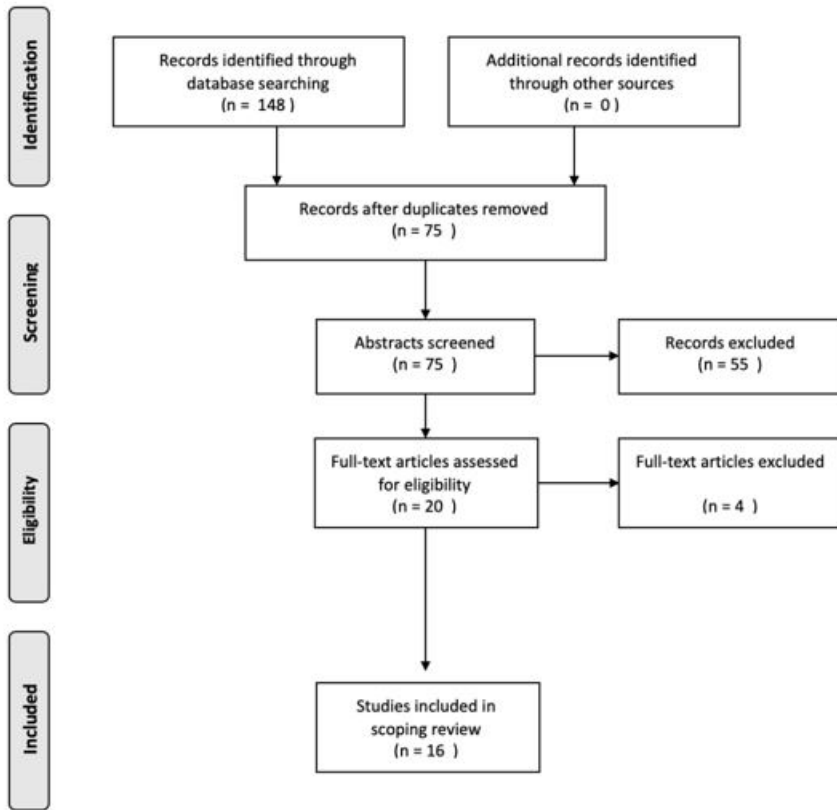 Identification
Records identified through
database searching
(n = 148 )
Additional records identified
through other sources
(n = 0 )
Records after duplicates removed
(n = 75 )
Screening
Abstracts screened
(n = 75 )
Records excluded
(n = 55 )
Eligibility
Full-text articles assessed
for eligibility
(n = 20 )
Full-text articles excluded
(n = 4 )
Included
Studies included in
scoping review
(n = 16 )